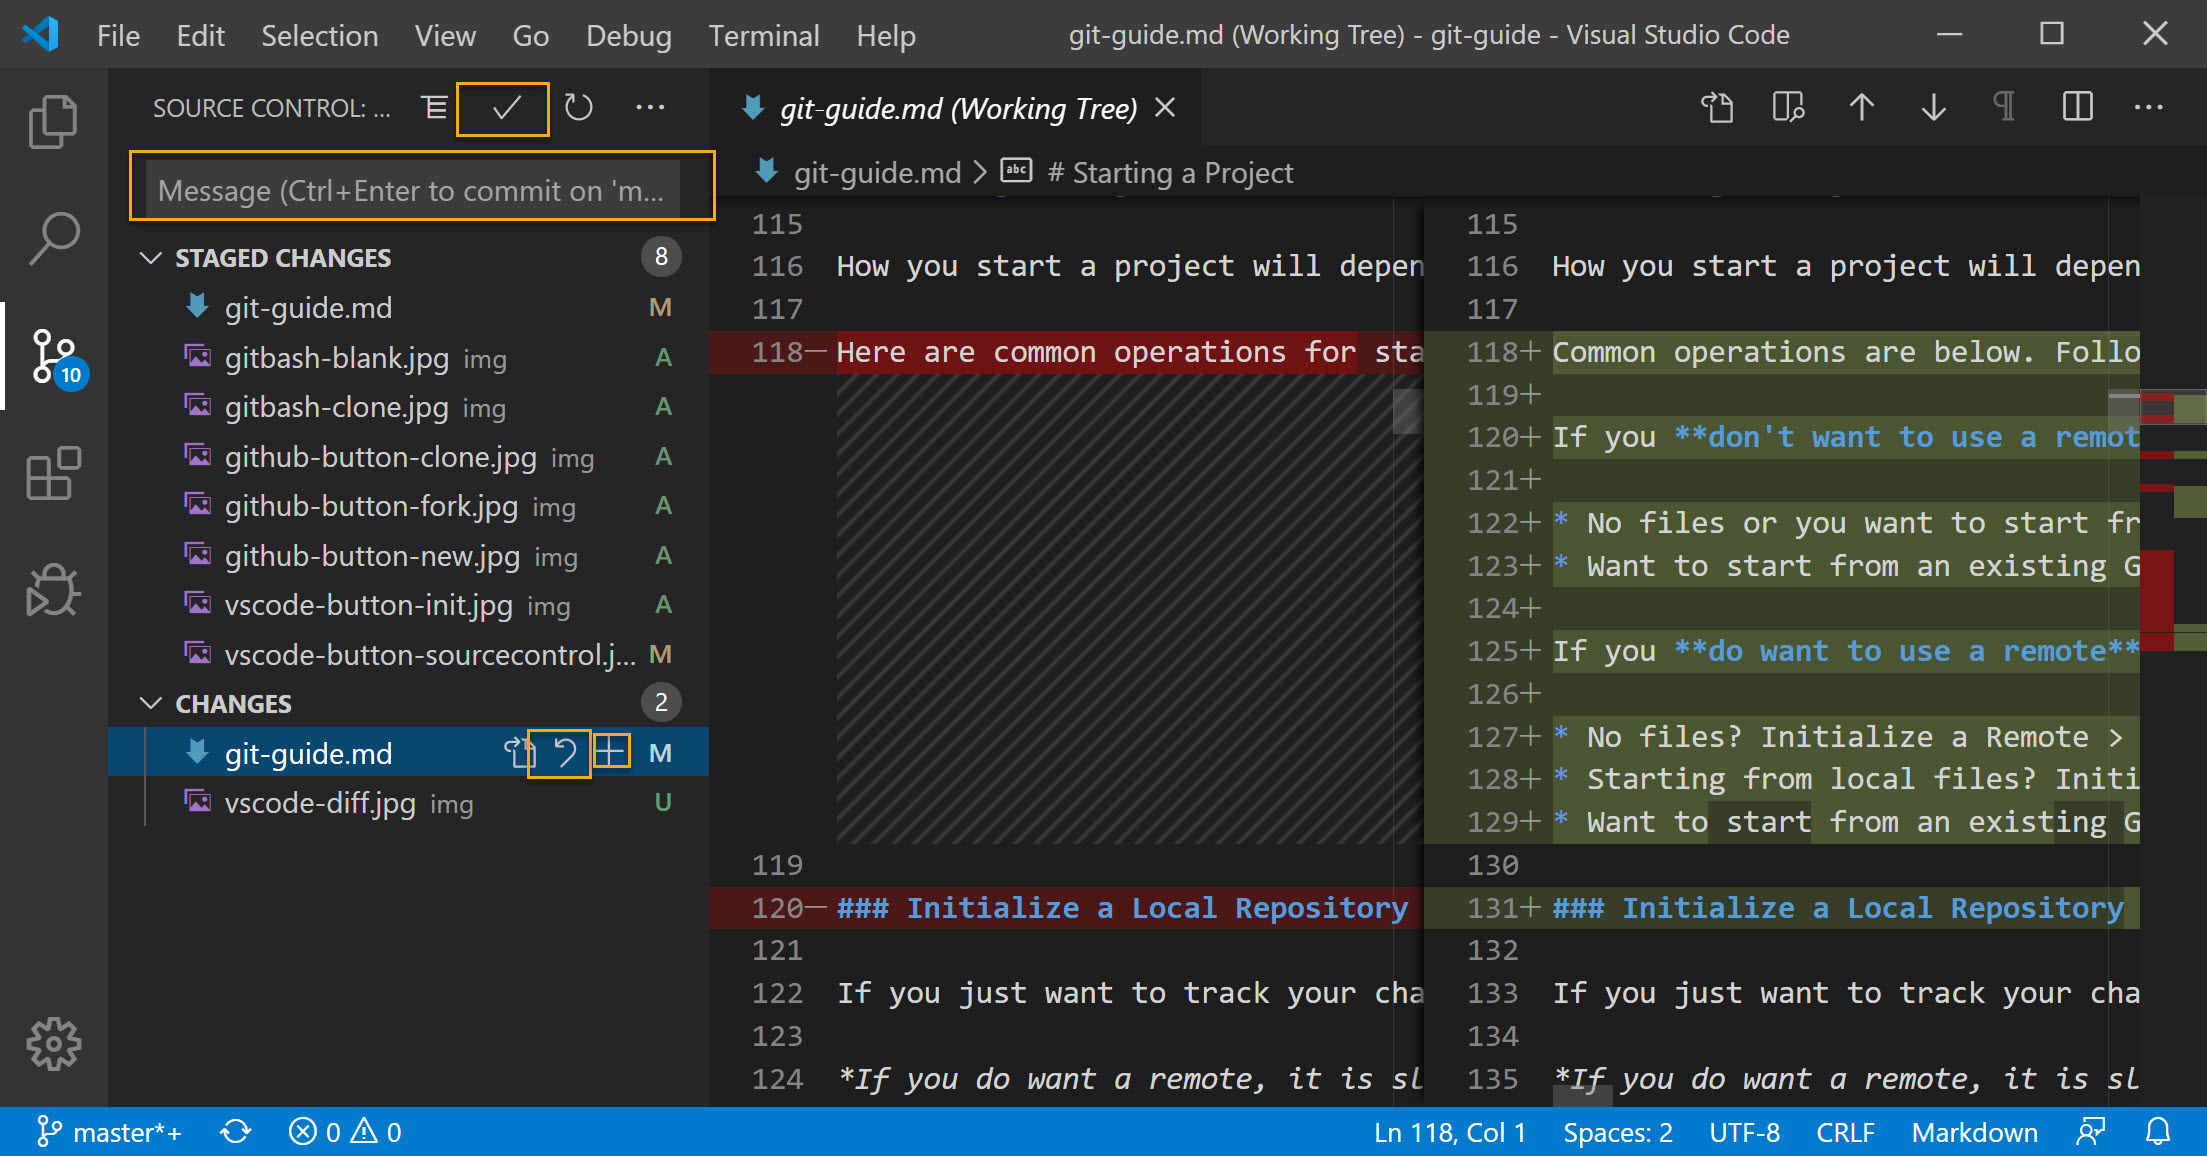 File Edit Selection View Go Debug Terminal Help git-guide.md (Working Tree) - git-guide - Visual Studio Code
SOURCE CONTROL: ...
Message (Ctrl+Enter to commit on 'm...
STAGED CHANGES 8
git-guide.md M
gitbash-blank.jpg img A
gitbash-clone.jpg img A
github-button-clone.jpg img A
github-button-fork.jpg img A
github-button-new.jpg img A
vscode-button-init.jpg img A
vscode-button-sourcecontrol.j... M
CHANGES 2
git-guide.md M
vscode-diff.jpg img U
10
git-guide.md (Working Tree)
git-guide.md > abc # Starting a Project
115
116 How you start a project will depen
117
118— Here are common operations for sta
119
120— ### Initialize a Local Repository
121
122 If you just want to track your cha
123
124 *If you do want a remote, it is sl
115
116 How you start a project will depen
117
118+ Common operations are below. Follo
119+
120+ If you **don't want to use a remot
121+
122+ * No files or you want to start fr
123+ * Want to start from an existing G
124+
125+ If you **do want to use a remote**
126+
127+ * No files? Initialize a Remote >
128+ * Starting from local files? Initi
129+ * Want to start from an existing G
130
131+ ### Initialize a Local Repository
132
133 If you just want to track your cha
134
135 *If you do want a remote, it is sl
master*+ 0 0 Ln 118, Col 1 Spaces: 2 UTF-8 CRLF Markdown